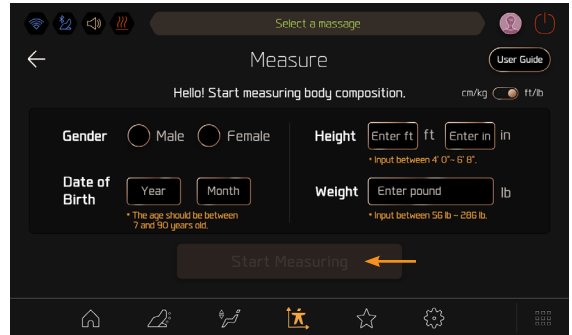 Select a massage
Measure
User Guide
Hello! Start measuring body composition.
cm/kg ft/lb
Gender Male Female
Height Enter ft ft Enter in in
• Input between 4' 0"~ 6' 8".
Date of
Birth
Year Month
• The age should be between
7 and 90 years old.
Weight Enter pound lb
• Input between 56 lb ~ 286 lb.
Start Measuring